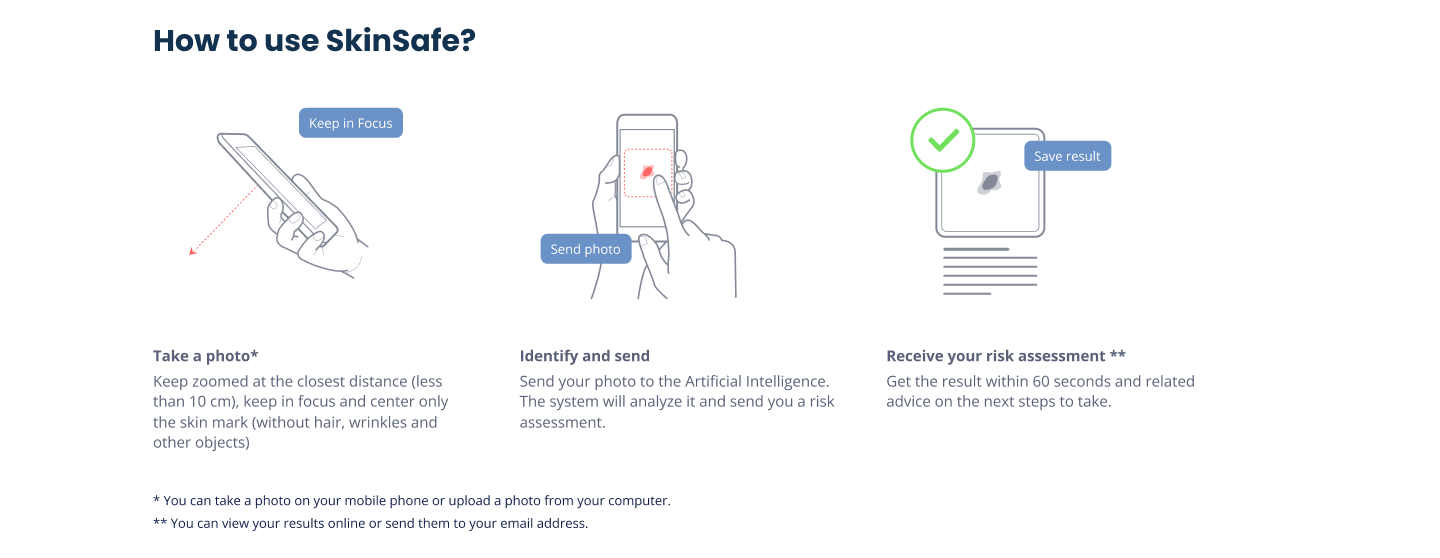 How to use SkinSafe?
Keep in Focus
Send photo
Save result
Take a photo*
Keep zoomed at the closest distance (less
than 10 cm), keep in focus and center only
the skin mark (without hair, wrinkles and
other objects)
Identify and send
Send your photo to the Artificial Intelligence.
The system will analyze it and send you a risk
assessment.
Receive your risk assessment **
Get the result within 60 seconds and related
advice on the next steps to take.
* You can take a photo on your mobile phone or upload a photo from your computer.
** You can view your results online or send them to your email address.